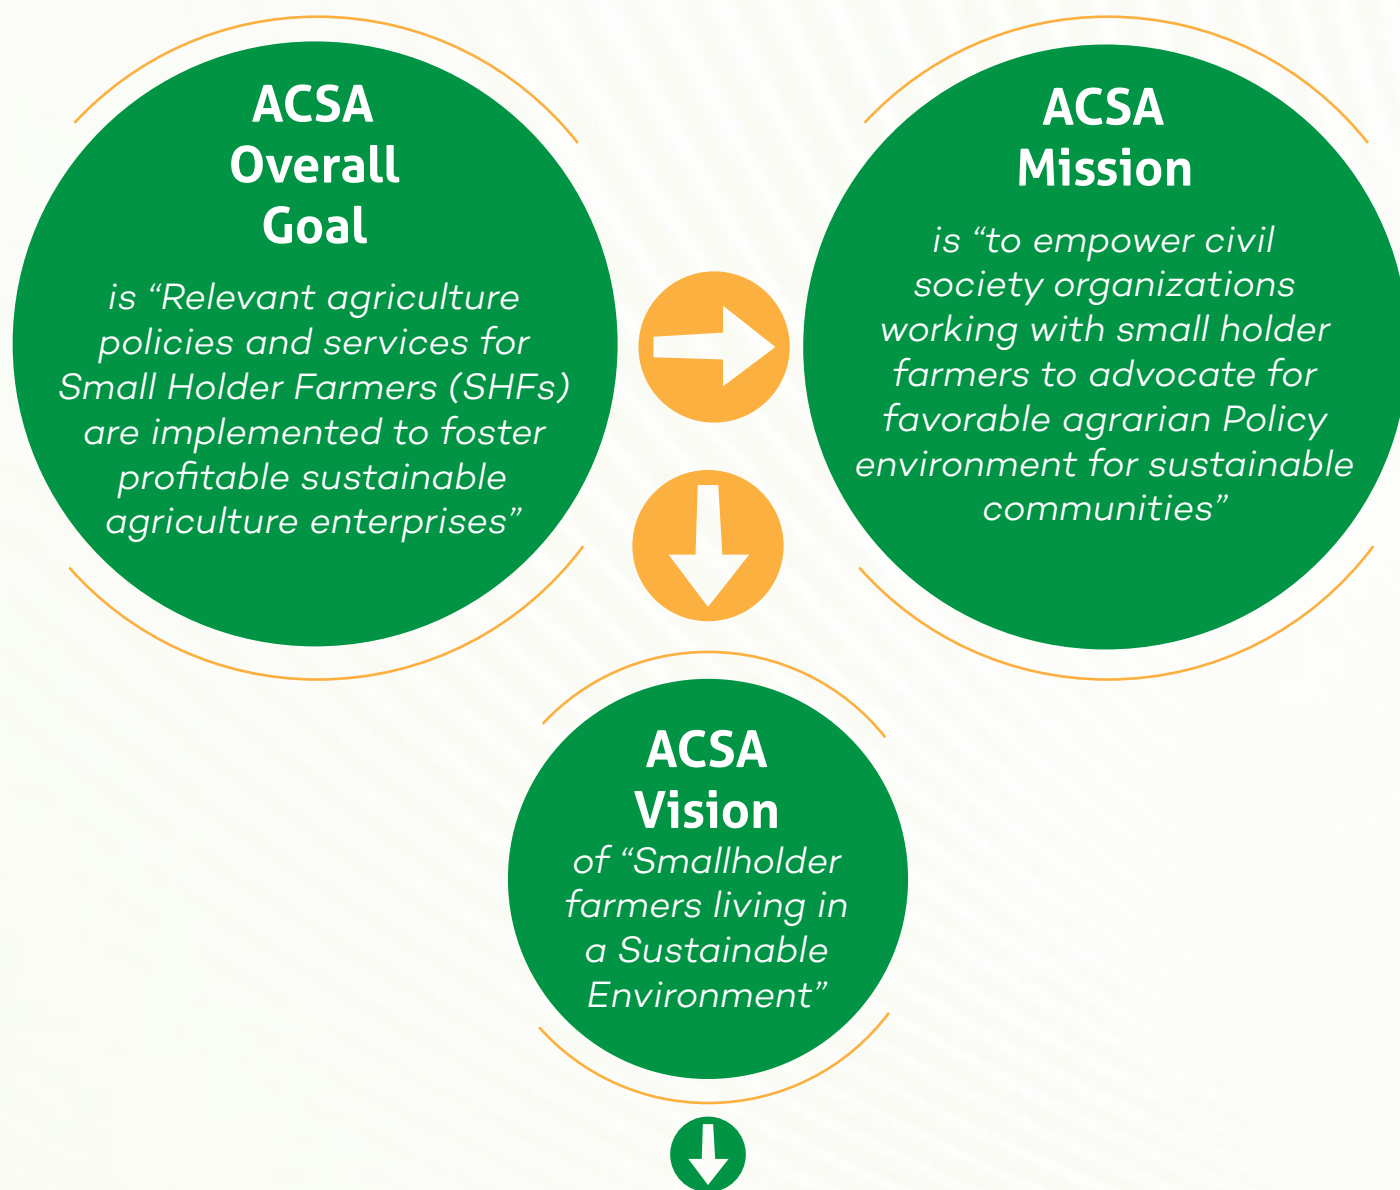 ACSA
Overall
Goal
is “Relevant agriculture
policies and services for
Small Holder Farmers (SHFs)
are implemented to foster
profitable sustainable
agriculture enterprises”
ACSA
Mission
is “to empower civil
society organizations
working with small holder
farmers to advocate for
favorable agrarian Policy
environment for sustainable
communities”
ACSA
Vision
of “Smallholder
farmers living in
a Sustainable
Environment”